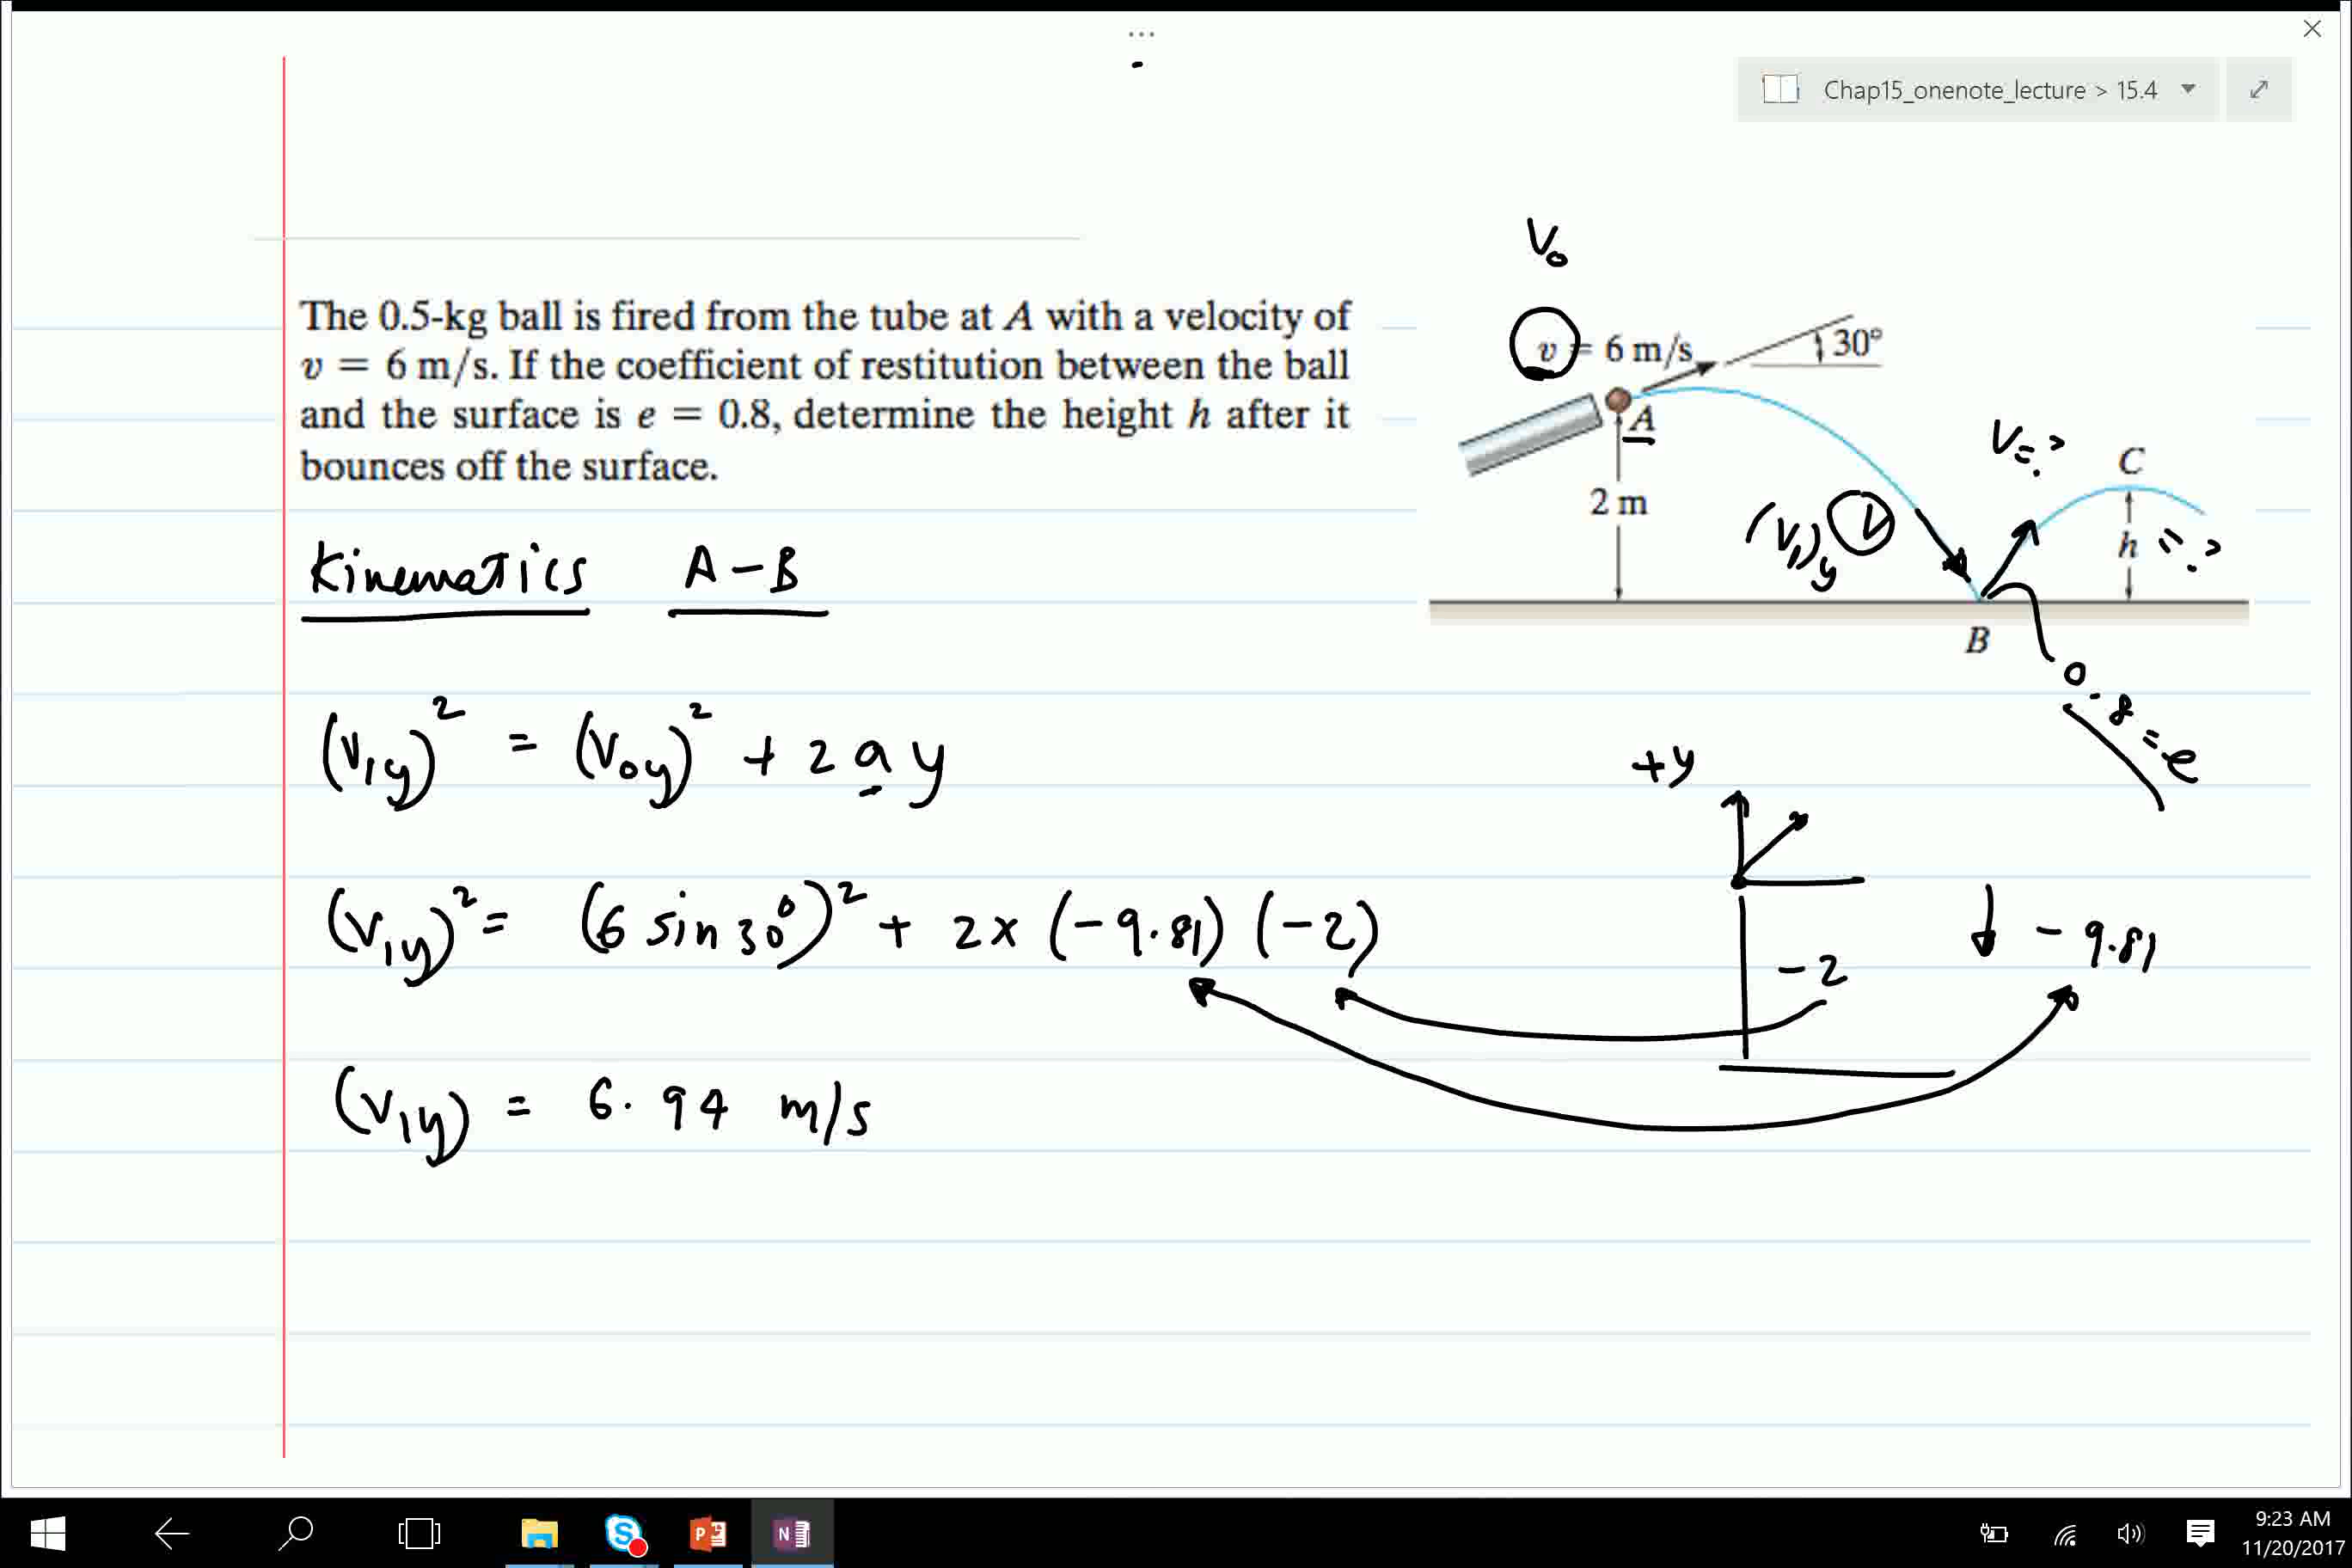 ...
Chap15_onenote_lecture > 15.4
V₀
The 0.5-kg ball is fired from the tube at A with a velocity of
v = 6 m/s. If the coefficient of restitution between the ball
and the surface is e = 0.8, determine the height h after it
bounces off the surface.
v = 6 m/s
30°
A
2 m
(V₁)y V
V = ?
C
h = ?
B
0.8 = e
Kinematics A - B
(V₁y)² = (V₀y)² + 2 a y
+y
(V₁y)² = (6 sin 30°)² + 2 x (-9.81) (-2)
-2
- 9.81
(V₁y) = 6.94 m/s
9:23 AM
11/20/2017